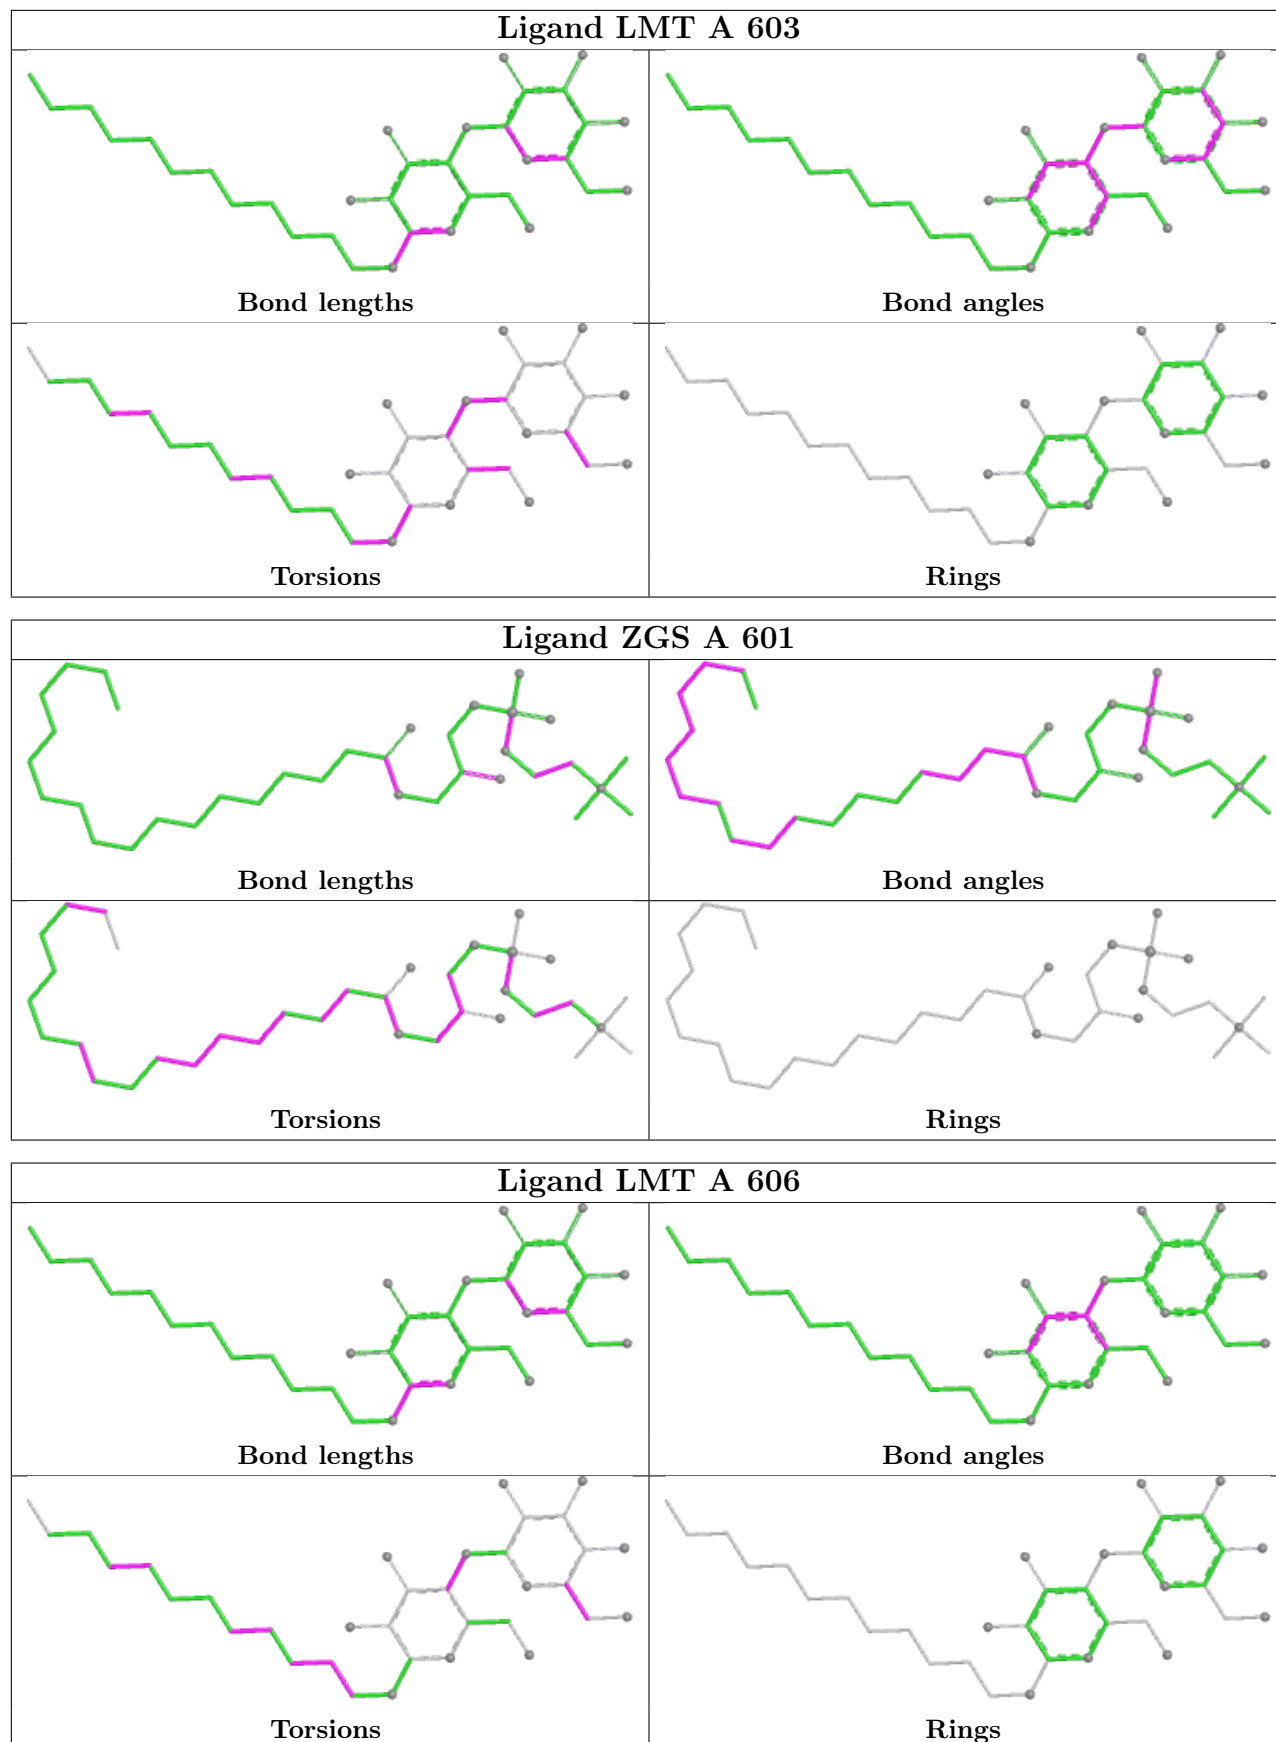 Ligand LMT A 603
Bond lengths
Bond angles
Torsions
Rings
Ligand ZGS A 601
Bond lengths
Bond angles
Torsions
Rings
Ligand LMT A 606
Bond lengths
Bond angles
Torsions
Rings